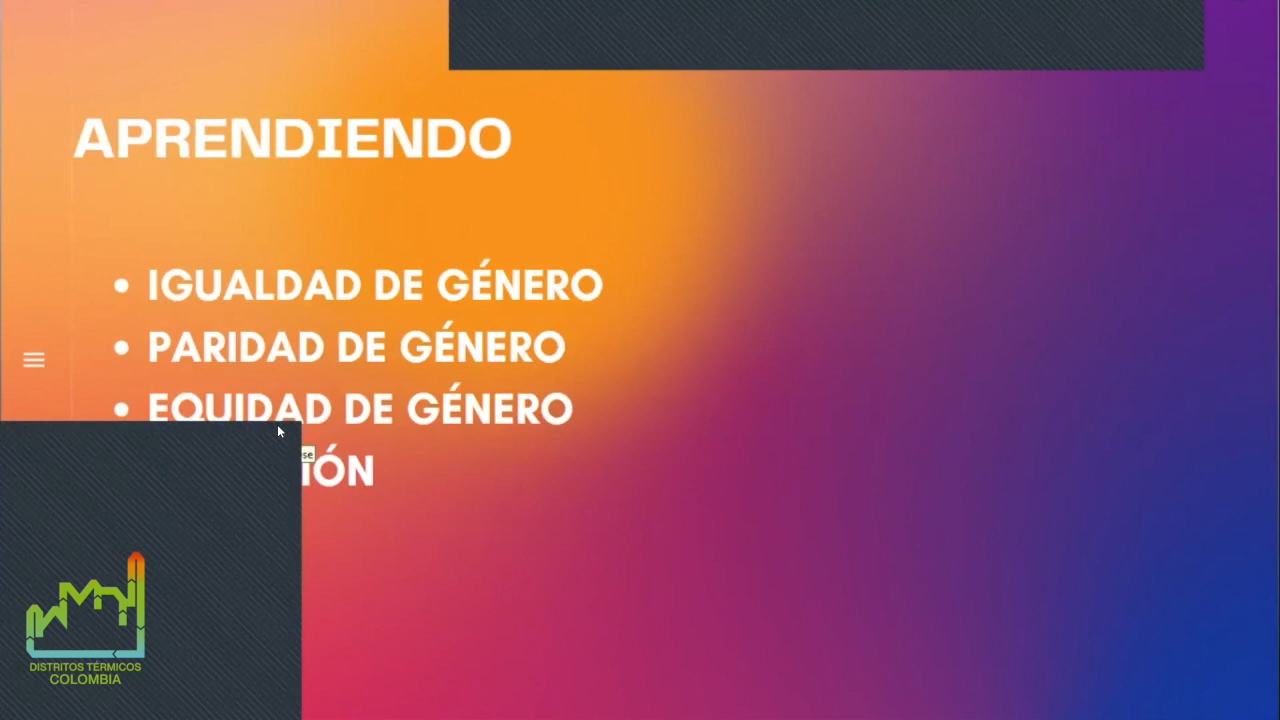 APRENDIENDO
• IGUALDAD DE GÉNERO
• PARIDAD DE GÉNERO
• EQUIDAD DE GÉNERO
DISTRITOS TÉRMICOS
COLOMBIA